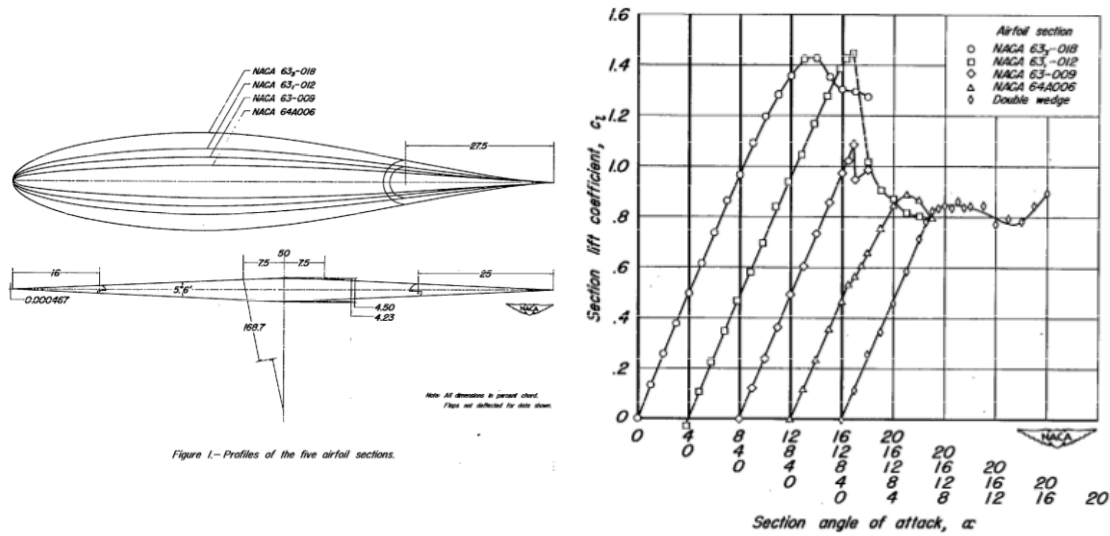 NACA 63₃-018
NACA 63₁-012
NACA 63-009
NACA 64A006
27.5
50
7.5 7.5
16
25
5.°6'
0.000467
4.50
4.23
168.7
NACA
Note: All dimensions in percent chord.
Flaps not deflected for data shown.
Figure 1.- Profiles of the five airfoil sections.
1.6
1.4
1.2
1.0
.8
.6
.4
.2
0
Section lift coefficient, c_l
Airfoil section
NACA 63₃-018
NACA 63₁-012
NACA 63-009
NACA 64A006
Double wedge
NACA
0 4 8 12 16 20
0 4 8 12 16 20
0 4 8 12 16 20
0 4 8 12 16 20
0 4 8 12 16 20
Section angle of attack, α